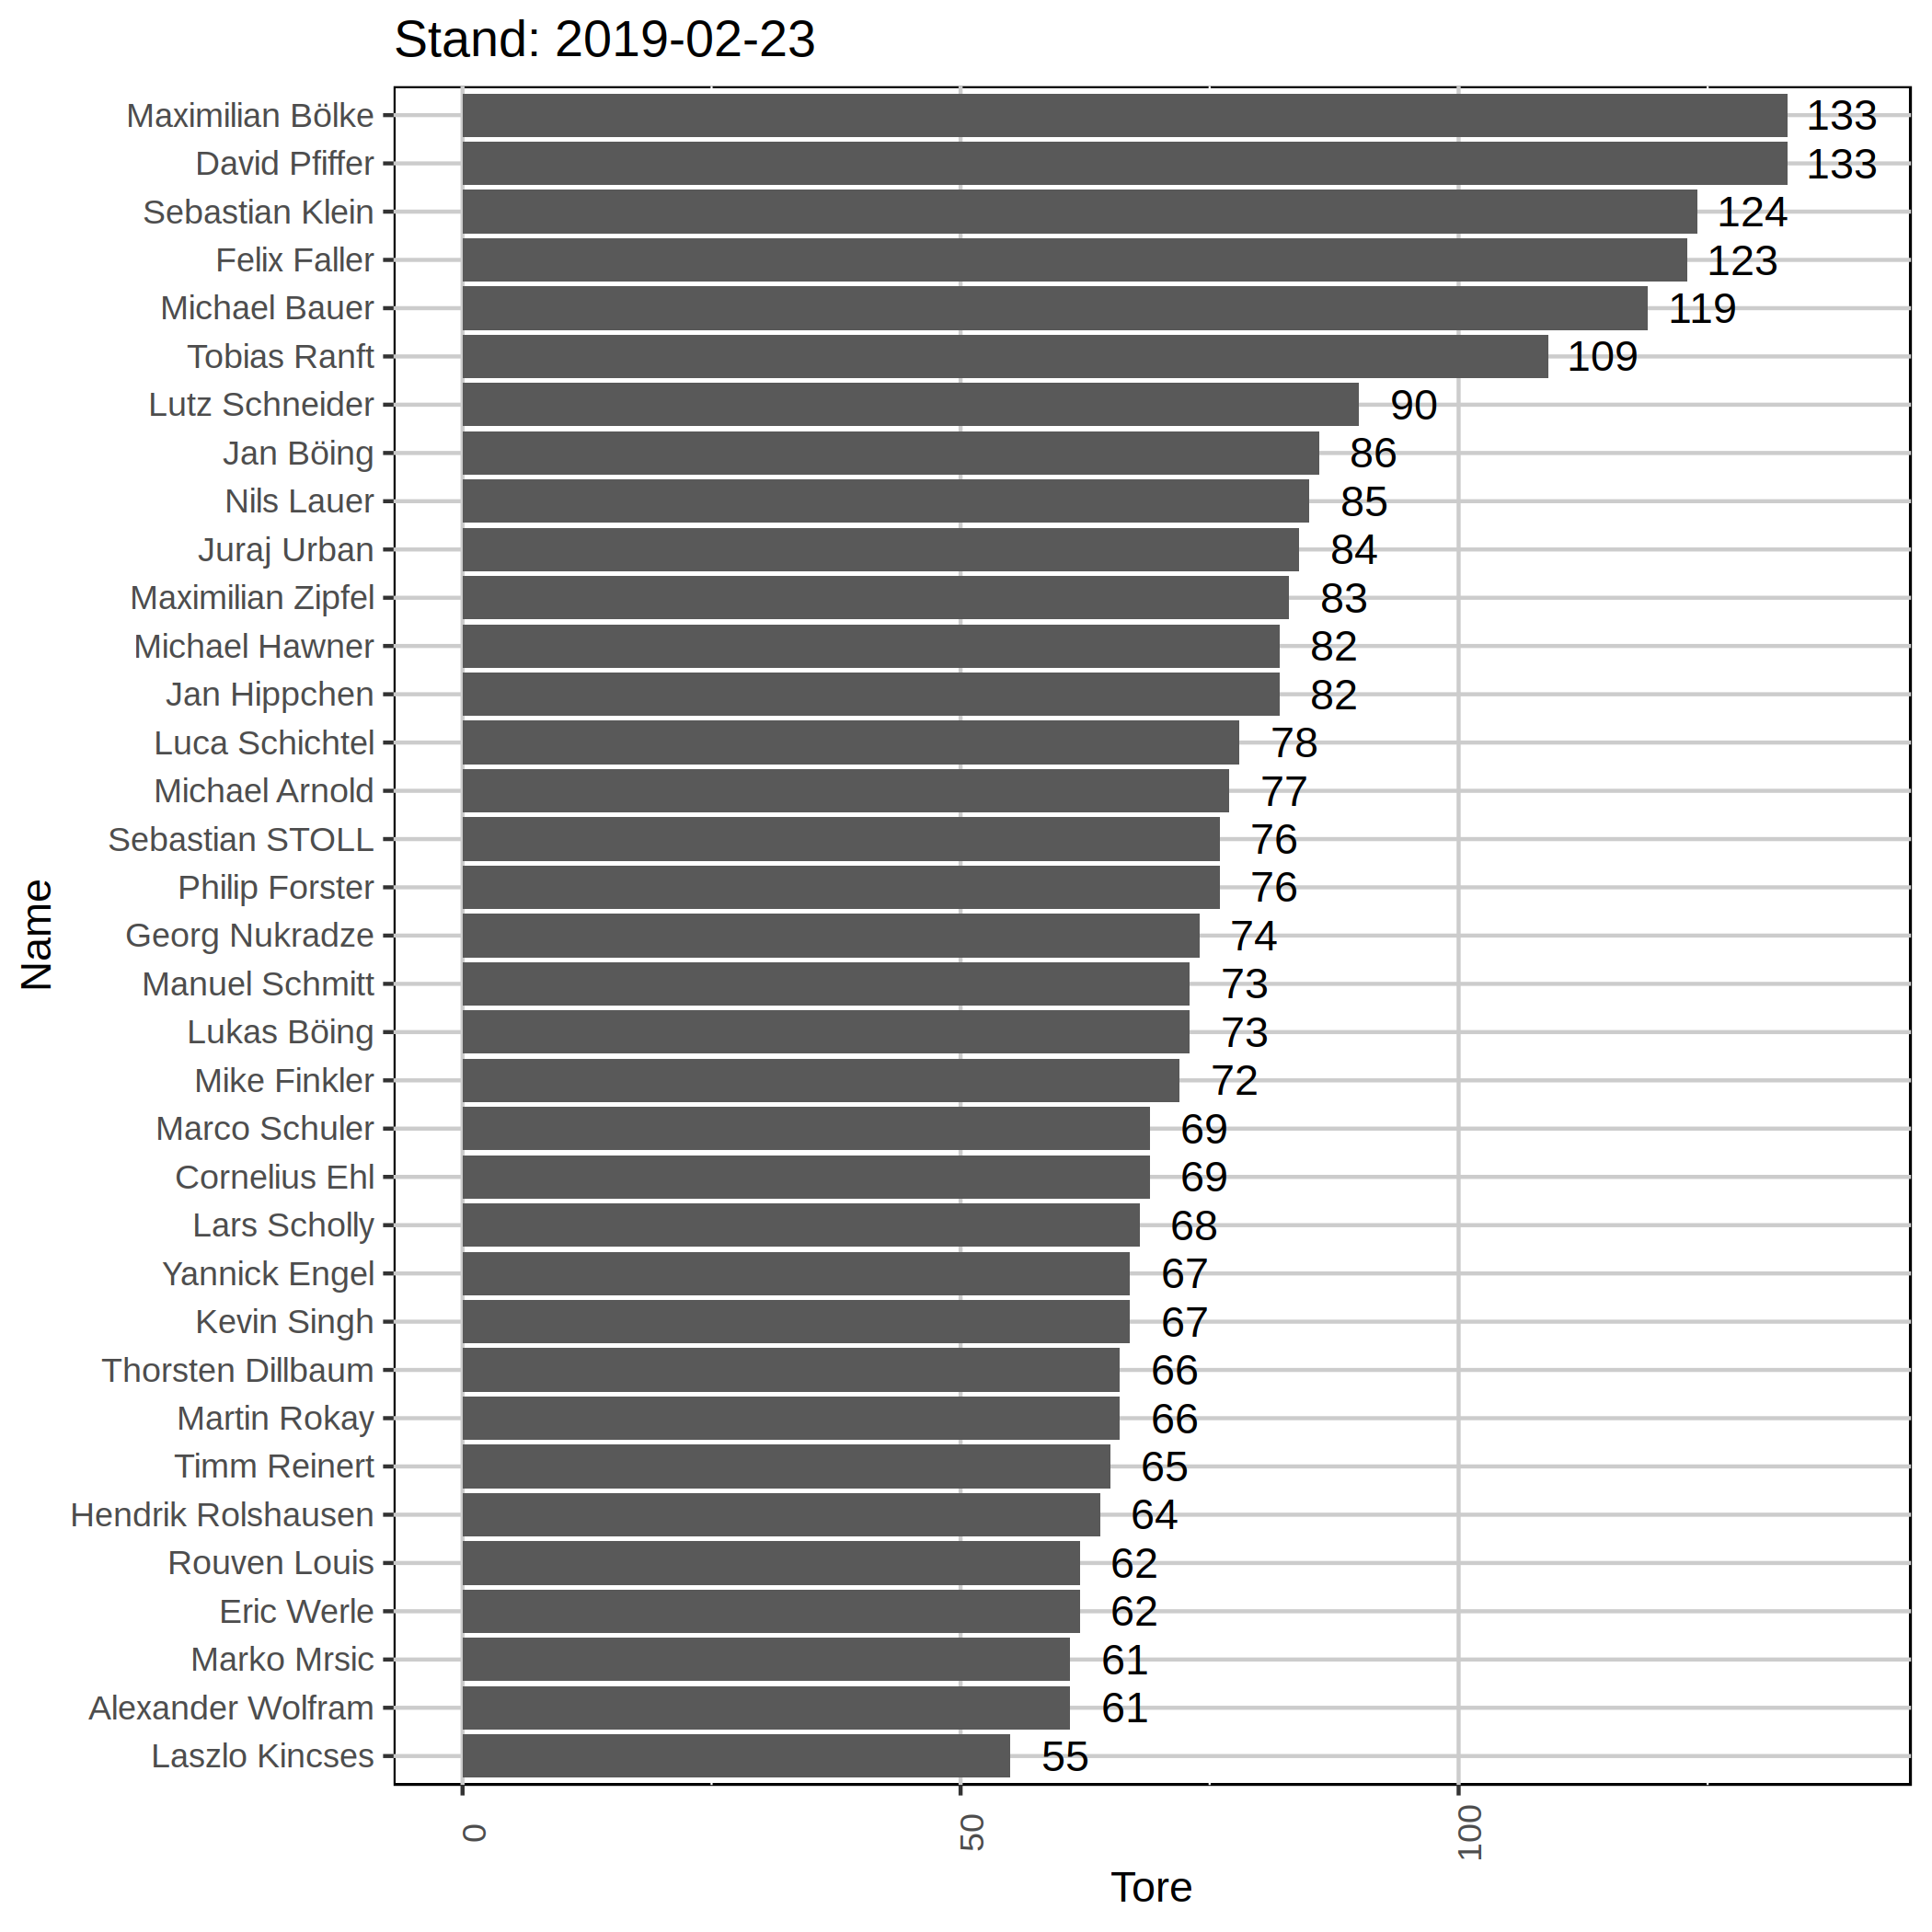 Stand: 2019-02-23
Maximilian Bölke 133
David Pfiffer 133
Sebastian Klein 124
Felix Faller 123
Michael Bauer 119
Tobias Ranft 109
Lutz Schneider 90
Jan Böing 86
Nils Lauer 85
Juraj Urban 84
Maximilian Zipfel 83
Michael Hawner 82
Jan Hippchen 82
Luca Schichtel 78
Michael Arnold 77
Sebastian STOLL 76
Philip Forster 76
Georg Nukradze 74
Manuel Schmitt 73
Lukas Böing 73
Mike Finkler 72
Marco Schuler 69
Cornelius Ehl 69
Lars Scholly 68
Yannick Engel 67
Kevin Singh 67
Thorsten Dillbaum 66
Martin Rokay 66
Timm Reinert 65
Hendrik Rolshausen 64
Rouven Louis 62
Eric Werle 62
Marko Mrsic 61
Alexander Wolfram 61
Laszlo Kincses 55
Name
0 50 100
Tore